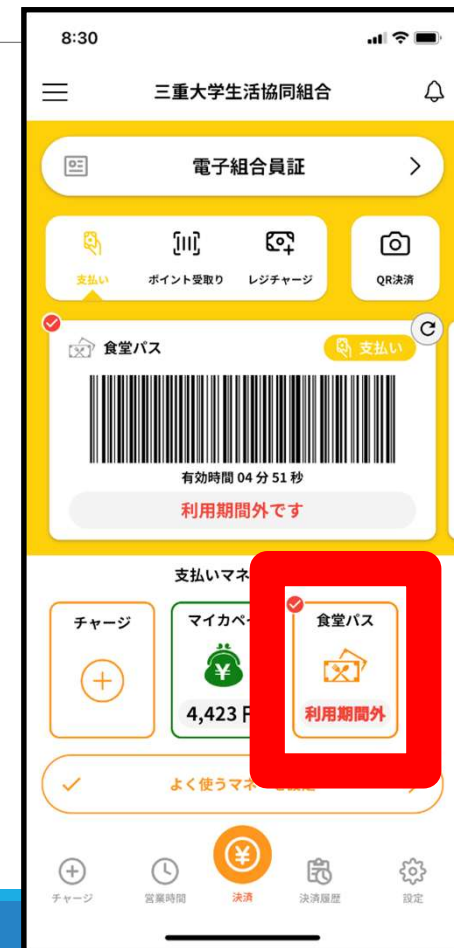 8:30
三重大学生活協同組合
電子組合員証
支払い
ポイント受取り
レジチャージ
QR決済
食堂パス
支払い
有効時間 04 分 51 秒
利用期間外です
支払いマネ
チャージ
マイカペ
食堂パス
4,423
利用期間外
よく使うマネ
チャージ
営業時間
決済
決済履歴
設定